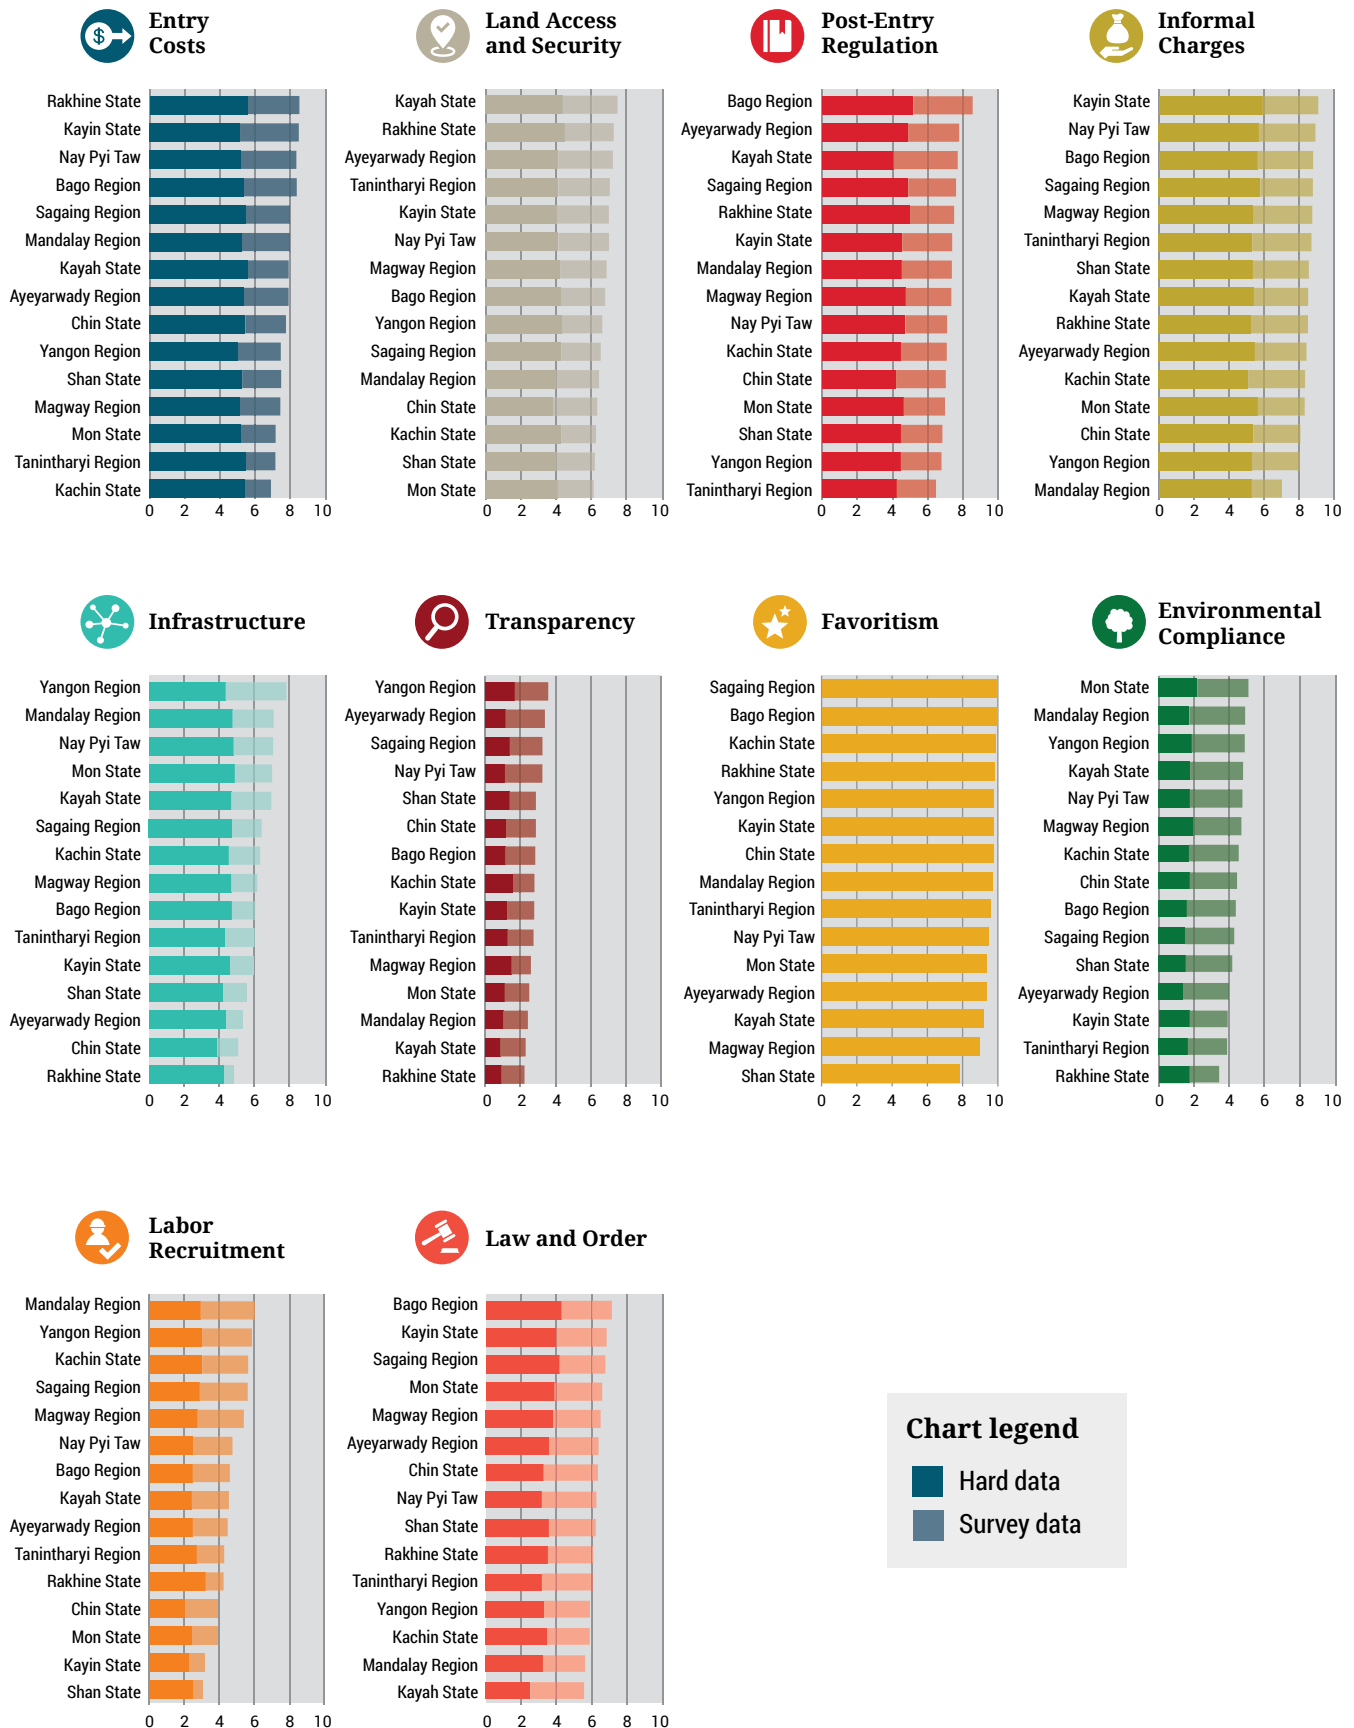 Entry
Costs
Rakhine State
Kayin State
Nay Pyi Taw
Bago Region
Sagaing Region
Mandalay Region
Kayah State
Ayeyarwady Region
Chin State
Yangon Region
Shan State
Magway Region
Mon State
Tanintharyi Region
Kachin State
0 2 4 6 8 10
Land Access
and Security
Kayah State
Rakhine State
Ayeyarwady Region
Tanintharyi Region
Kayin State
Nay Pyi Taw
Magway Region
Bago Region
Yangon Region
Sagaing Region
Mandalay Region
Chin State
Kachin State
Shan State
Mon State
0 2 4 6 8 10
Post-Entry
Regulation
Bago Region
Ayeyarwady Region
Kayah State
Sagaing Region
Rakhine State
Kayin State
Mandalay Region
Magway Region
Nay Pyi Taw
Kachin State
Chin State
Mon State
Shan State
Yangon Region
Tanintharyi Region
0 2 4 6 8 10
Informal
Charges
Kayin State
Nay Pyi Taw
Bago Region
Sagaing Region
Magway Region
Tanintharyi Region
Shan State
Kayah State
Rakhine State
Ayeyarwady Region
Kachin State
Mon State
Chin State
Yangon Region
Mandalay Region
0 2 4 6 8 10
Infrastructure
Yangon Region
Mandalay Region
Nay Pyi Taw
Mon State
Kayah State
Sagaing Region
Kachin State
Magway Region
Bago Region
Tanintharyi Region
Kayin State
Shan State
Ayeyarwady Region
Chin State
Rakhine State
0 2 4 6 8 10
Transparency
Yangon Region
Ayeyarwady Region
Sagaing Region
Nay Pyi Taw
Shan State
Chin State
Bago Region
Kachin State
Kayin State
Tanintharyi Region
Magway Region
Mon State
Mandalay Region
Kayah State
Rakhine State
0 2 4 6 8 10
Favoritism
Sagaing Region
Bago Region
Kachin State
Rakhine State
Yangon Region
Kayin State
Chin State
Mandalay Region
Tanintharyi Region
Nay Pyi Taw
Mon State
Ayeyarwady Region
Kayah State
Magway Region
Shan State
0 2 4 6 8 10
Environmental
Compliance
Mon State
Mandalay Region
Yangon Region
Kayah State
Nay Pyi Taw
Magway Region
Kachin State
Chin State
Bago Region
Sagaing Region
Shan State
Ayeyarwady Region
Kayin State
Tanintharyi Region
Rakhine State
0 2 4 6 8 10
Labor
Recruitment
Mandalay Region
Yangon Region
Kachin State
Sagaing Region
Magway Region
Nay Pyi Taw
Bago Region
Kayah State
Ayeyarwady Region
Tanintharyi Region
Rakhine State
Chin State
Mon State
Kayin State
Shan State
0 2 4 6 8 10
Law and Order
Bago Region
Kayin State
Sagaing Region
Mon State
Magway Region
Ayeyarwady Region
Chin State
Nay Pyi Taw
Shan State
Rakhine State
Tanintharyi Region
Yangon Region
Kachin State
Mandalay Region
Kayah State
0 2 4 6 8 10
Chart legend
Hard data
Survey data